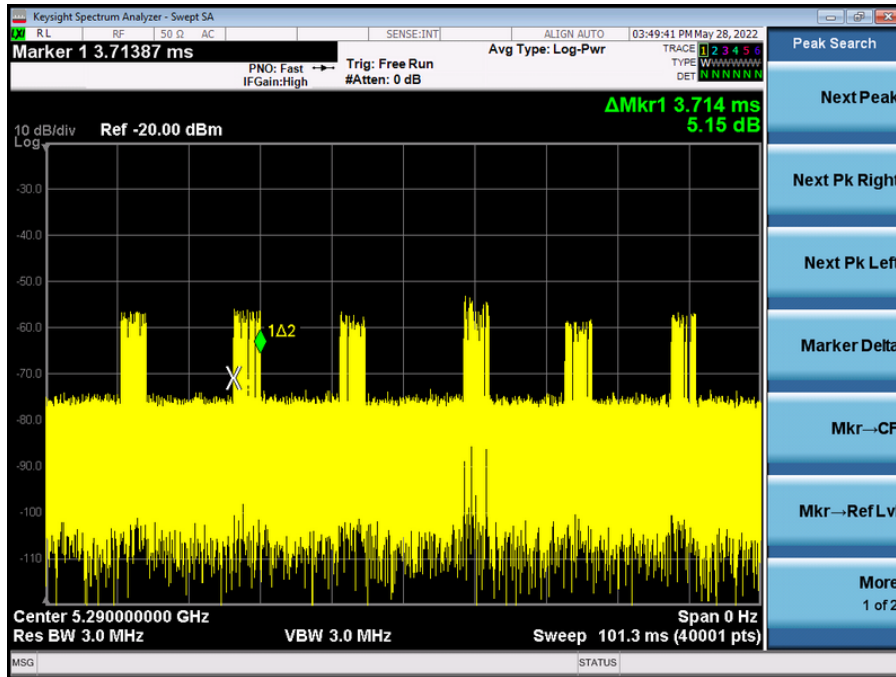 Keysight Spectrum Analyzer - Swept SA
LXI RL RF 50 Ω AC SENSE:INT ALIGN AUTO 03:49:41 PM May 28, 2022
Marker 1 3.71387 ms
PNO: Fast
IFGain:High
Trig: Free Run
#Atten: 0 dB
Avg Type: Log-Pwr
TRACE 1 2 3 4 5 6
TYPE WWWWWW
DET N N N N N N
ΔMkr1 3.714 ms
5.15 dB
10 dB/div Ref -20.00 dBm
Log
-30.0
-40.0
-50.0
-60.0
-70.0
-80.0
-90.0
-100
-110
1Δ2
Center 5.290000000 GHz Span 0 Hz
Res BW 3.0 MHz VBW 3.0 MHz Sweep 101.3 ms (40001 pts)
MSG STATUS
Peak Search
Next Peak
Next Pk Right
Next Pk Left
Marker Delta
Mkr→CF
Mkr→Ref Lvl
More
1 of 2